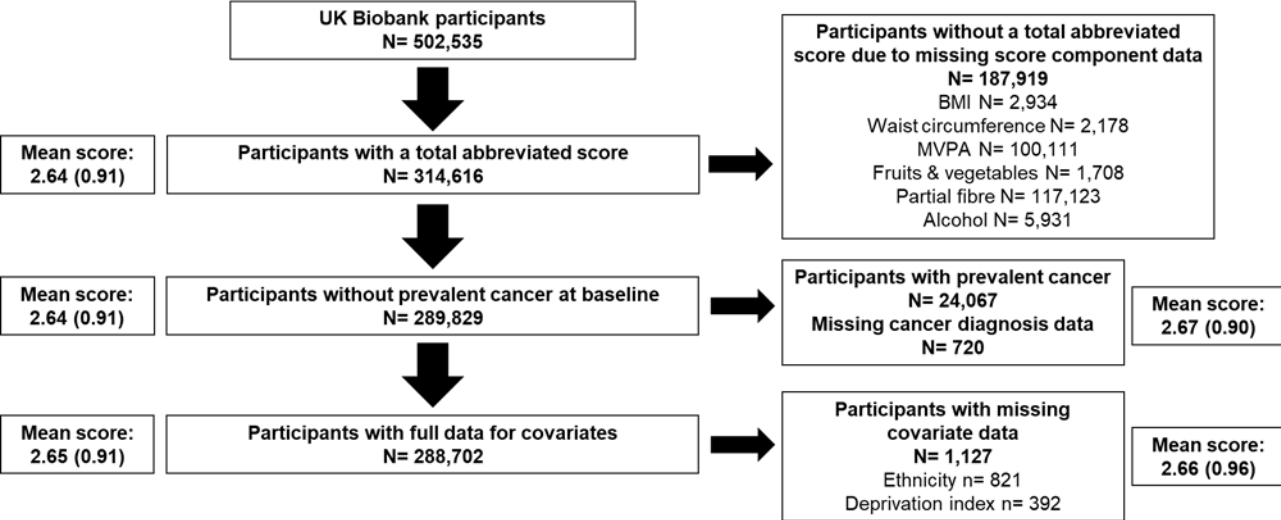 UK Biobank participants
N= 502,535
Participants without a total abbreviated
score due to missing score component data
N= 187,919
BMI N= 2,934
Waist circumference N= 2,178
MVPA N= 100,111
Fruits & vegetables N= 1,708
Partial fibre N= 117,123
Alcohol N= 5,931
Mean score:
2.64 (0.91)
Participants with a total abbreviated score
N= 314,616
Mean score:
2.64 (0.91)
Participants without prevalent cancer at baseline
N= 289,829
Participants with prevalent cancer
N= 24,067
Missing cancer diagnosis data
N= 720
Mean score:
2.67 (0.90)
Mean score:
2.65 (0.91)
Participants with full data for covariates
N= 288,702
Participants with missing
covariate data
N= 1,127
Ethnicity n= 821
Deprivation index n= 392
Mean score:
2.66 (0.96)